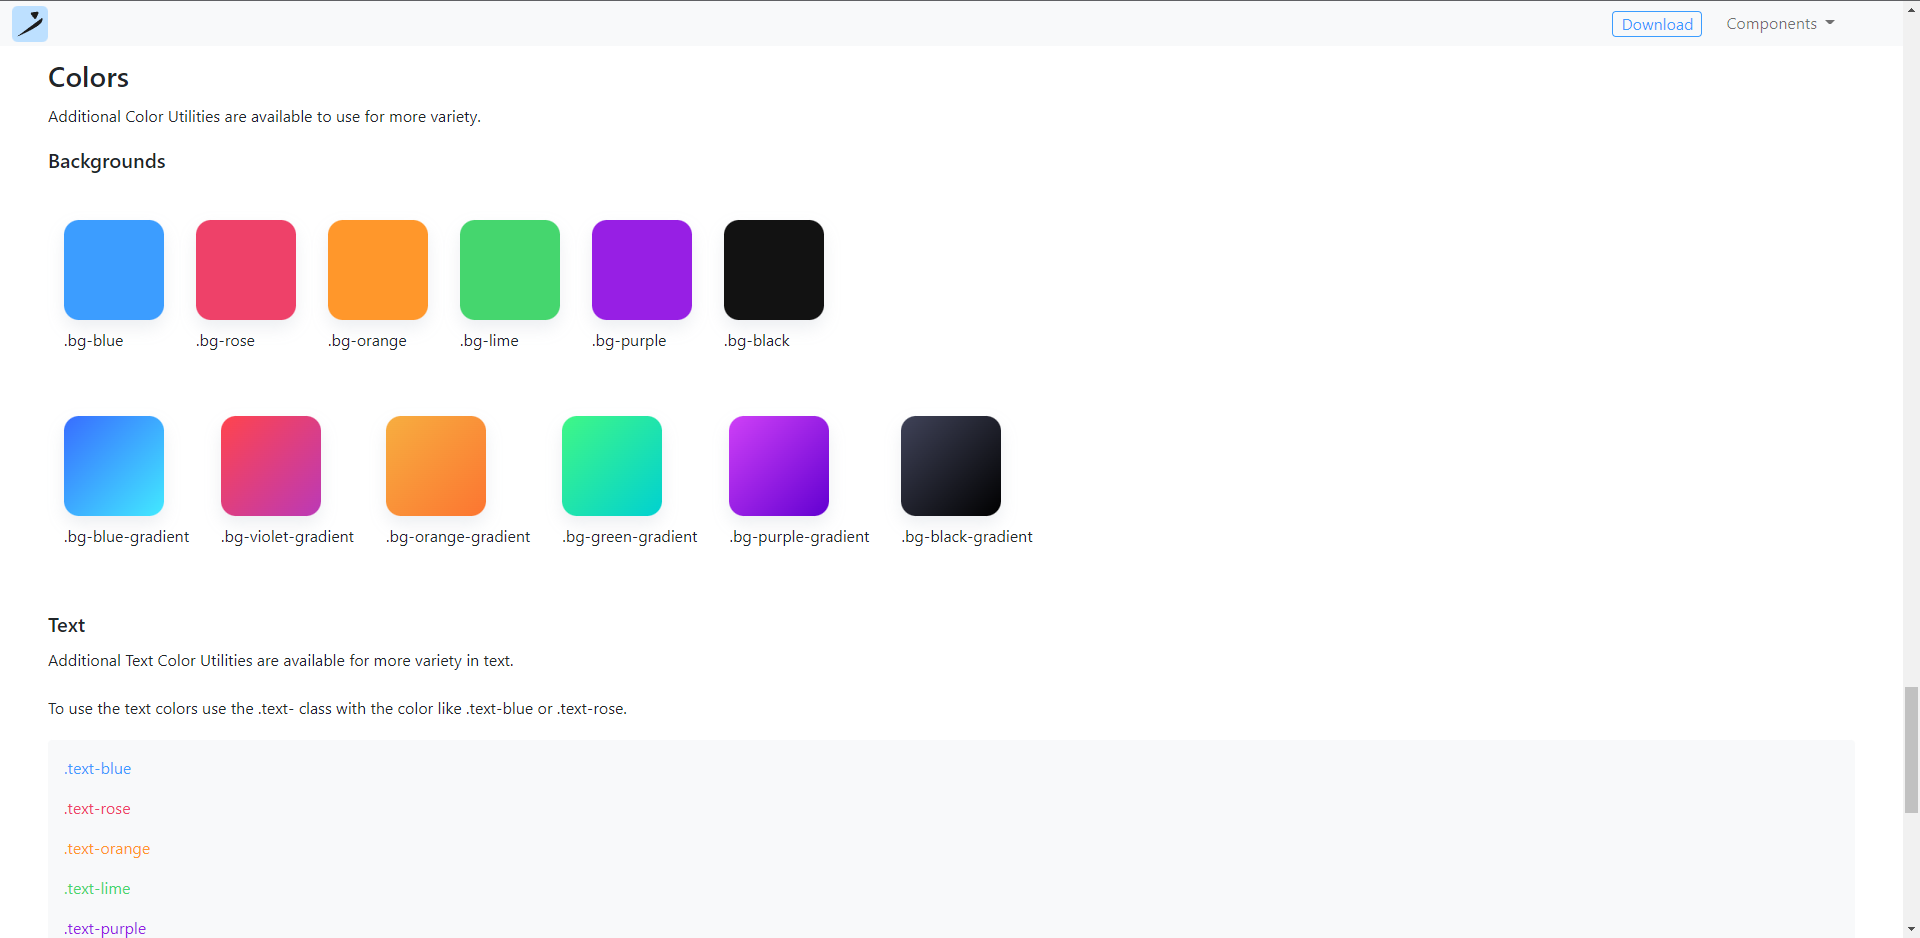 Download Components
Colors
Additional Color Utilities are available to use for more variety.
Backgrounds
.bg-blue .bg-rose .bg-orange .bg-lime .bg-purple .bg-black
.bg-blue-gradient .bg-violet-gradient .bg-orange-gradient .bg-green-gradient .bg-purple-gradient .bg-black-gradient
Text
Additional Text Color Utilities are available for more variety in text.
To use the text colors use the .text- class with the color like .text-blue or .text-rose.
.text-blue
.text-rose
.text-orange
.text-lime
.text-purple